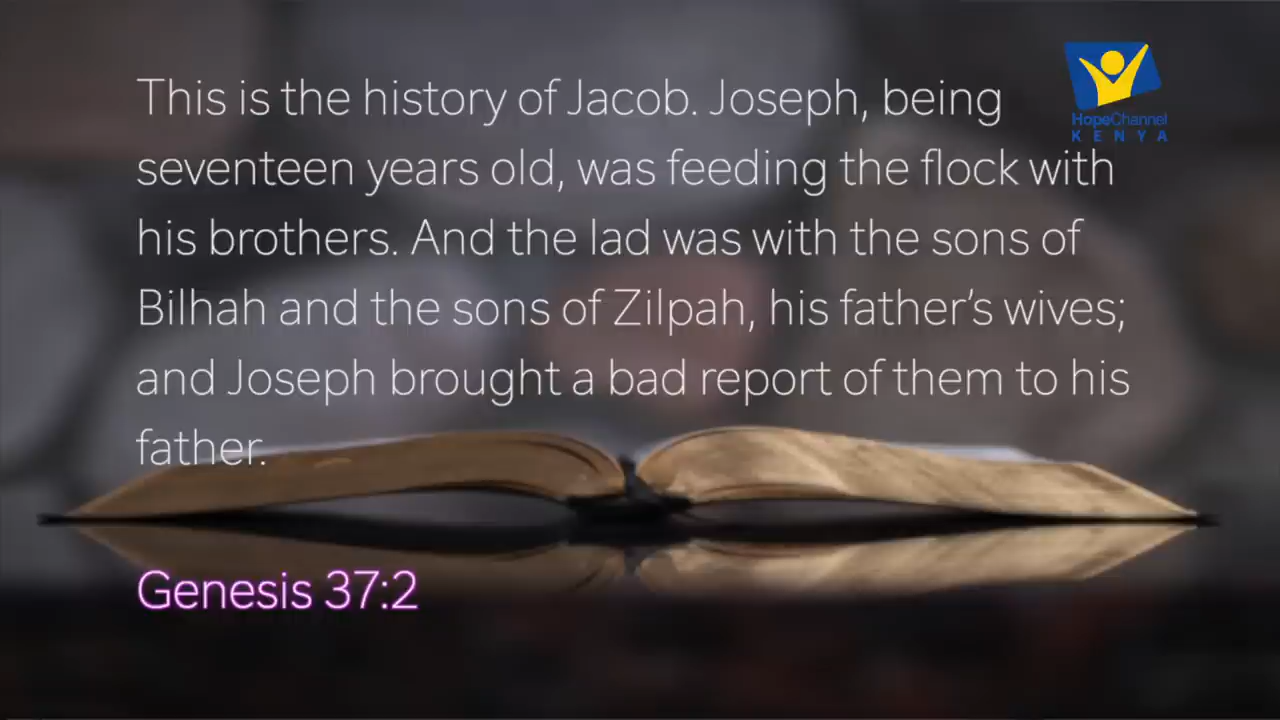 This is the history of Jacob. Joseph, being
seventeen years old, was feeding the flock with
his brothers. And the lad was with the sons of
Bilhah and the sons of Zilpah, his father’s wives;
and Joseph brought a bad report of them to his
father.
Genesis 37:2
HopeChannel
KENYA